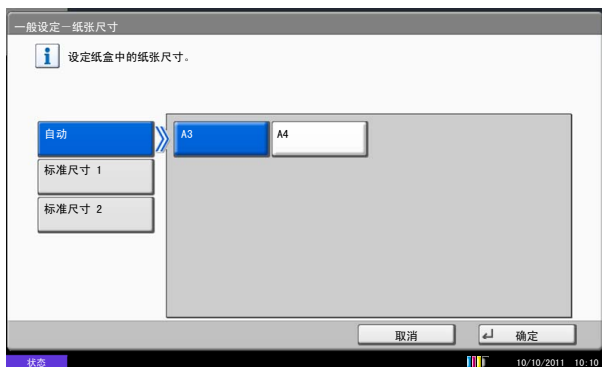 一般设定－纸张尺寸
设定纸盒中的纸张尺寸。
自动
A3
A4
标准尺寸 1
标准尺寸 2
取消
确定
状态
10/10/2011 10:10